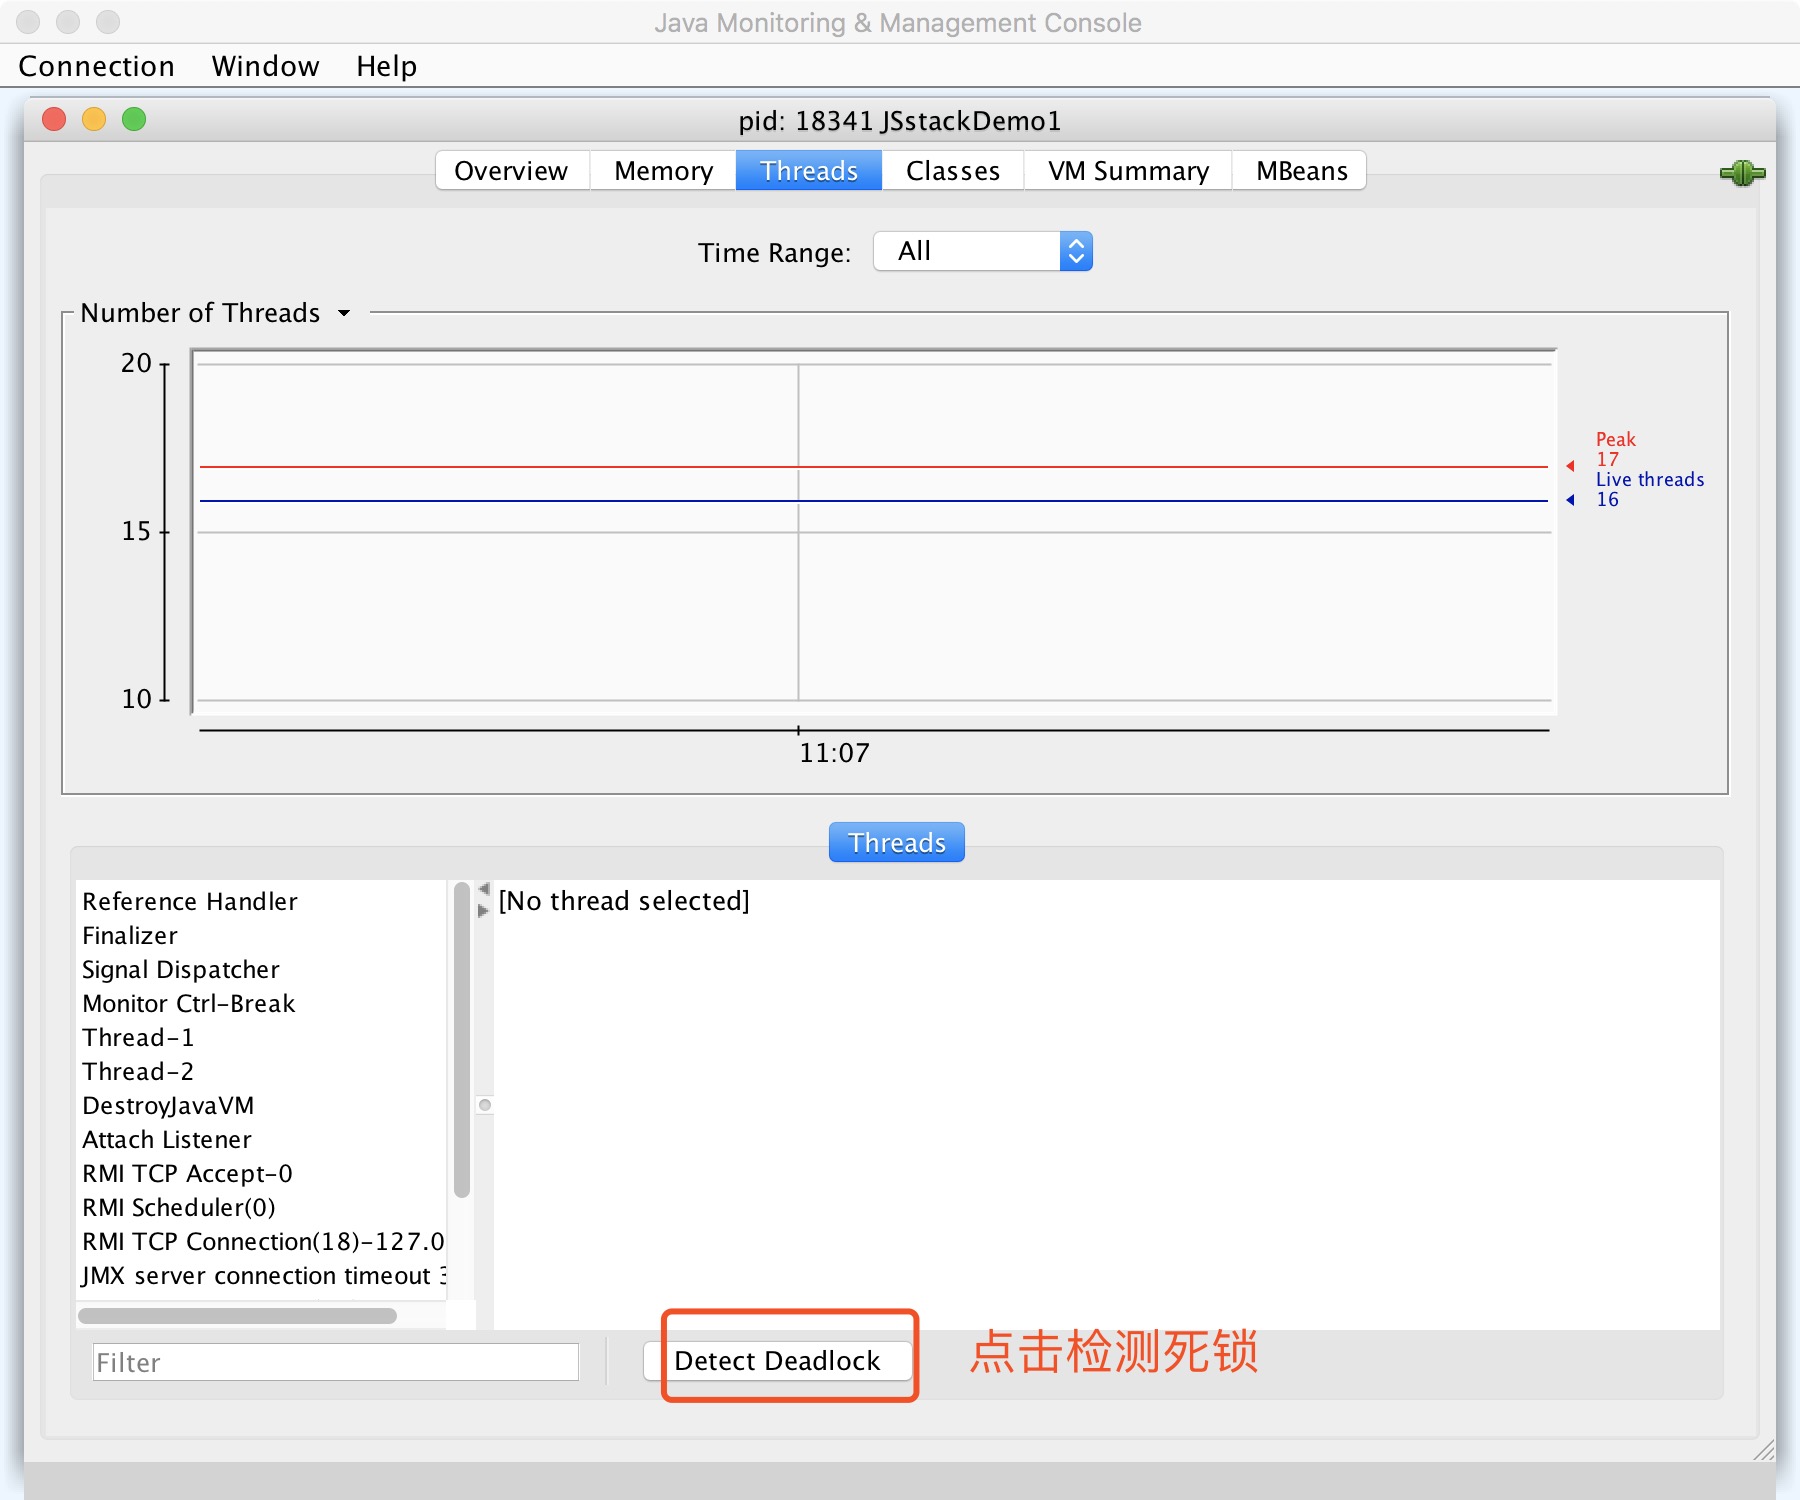 Java Monitoring & Management Console
Connection Window Help
pid: 18341 JSstackDemo1
Overview Memory Threads Classes VM Summary MBeans
Time Range: All
Number of Threads
20
15
10
Peak
17
Live threads
16
11:07
Threads
Reference Handler
Finalizer
Signal Dispatcher
Monitor Ctrl-Break
Thread-1
Thread-2
DestroyJavaVM
Attach Listener
RMI TCP Accept-0
RMI Scheduler(0)
RMI TCP Connection(18)-127.0
JMX server connection timeout
[No thread selected]
Filter
Detect Deadlock
点击检测死锁